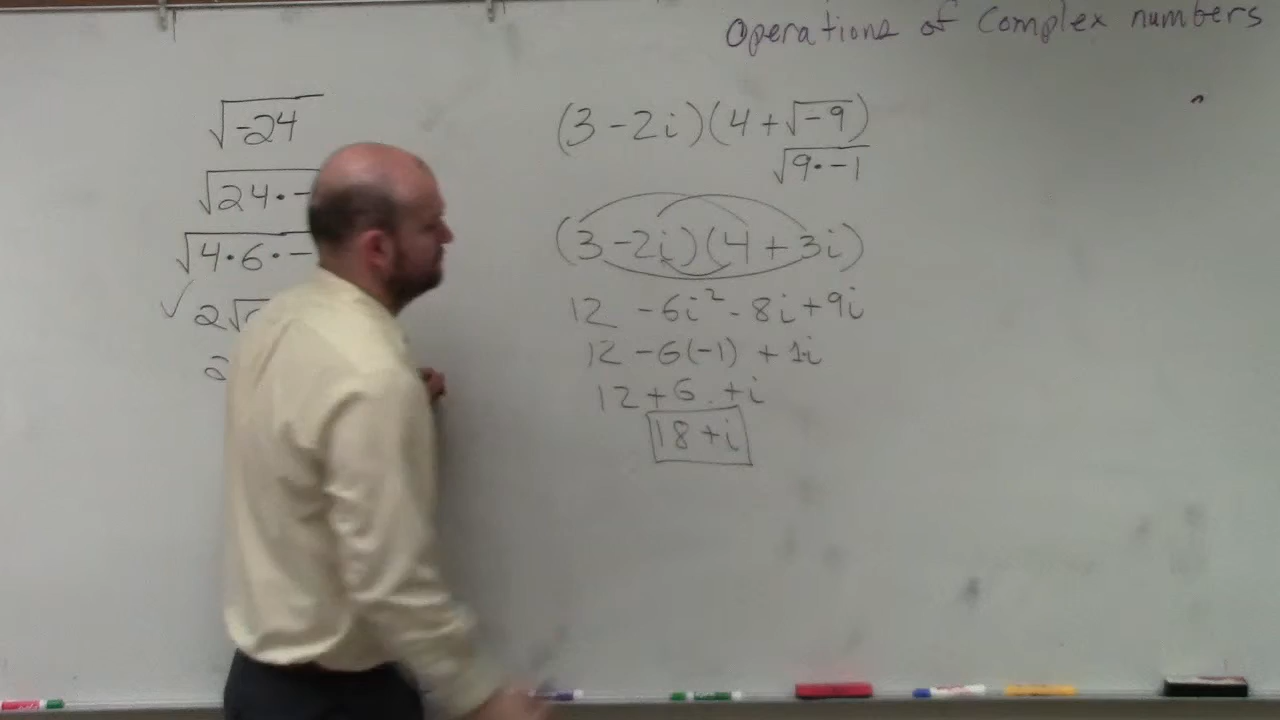 Operations of Complex numbers
√-24
√24·-
√4·6·-
✓ 2√
2
(3-2i)(4+√-9)
√9·-1
(3-2i)(4+3i)
12 -6i² -8i+9i
12-6(-1) +1i
12+6 +i
18+i